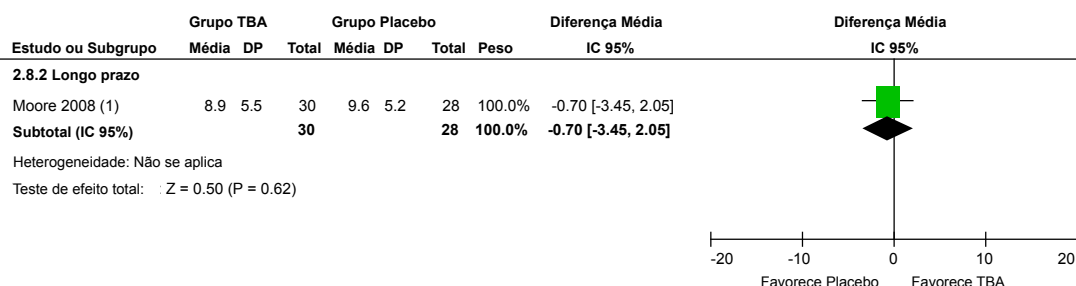 Grupo TBA Grupo Placebo Diferença Média Diferença Média
Estudo ou Subgrupo Média DP Total Média DP Total Peso IC 95% IC 95%
2.8.2 Longo prazo
Moore 2008 (1) 8.9 5.5 30 9.6 5.2 28 100.0% -0.70 [-3.45, 2.05]
Subtotal (IC 95%) 30 28 100.0% -0.70 [-3.45, 2.05]
Heterogeneidade: Não se aplica
Teste de efeito total: : Z = 0.50 (P = 0.62)
-20 -10 0 10 20
Favorece Placebo Favorece TBA